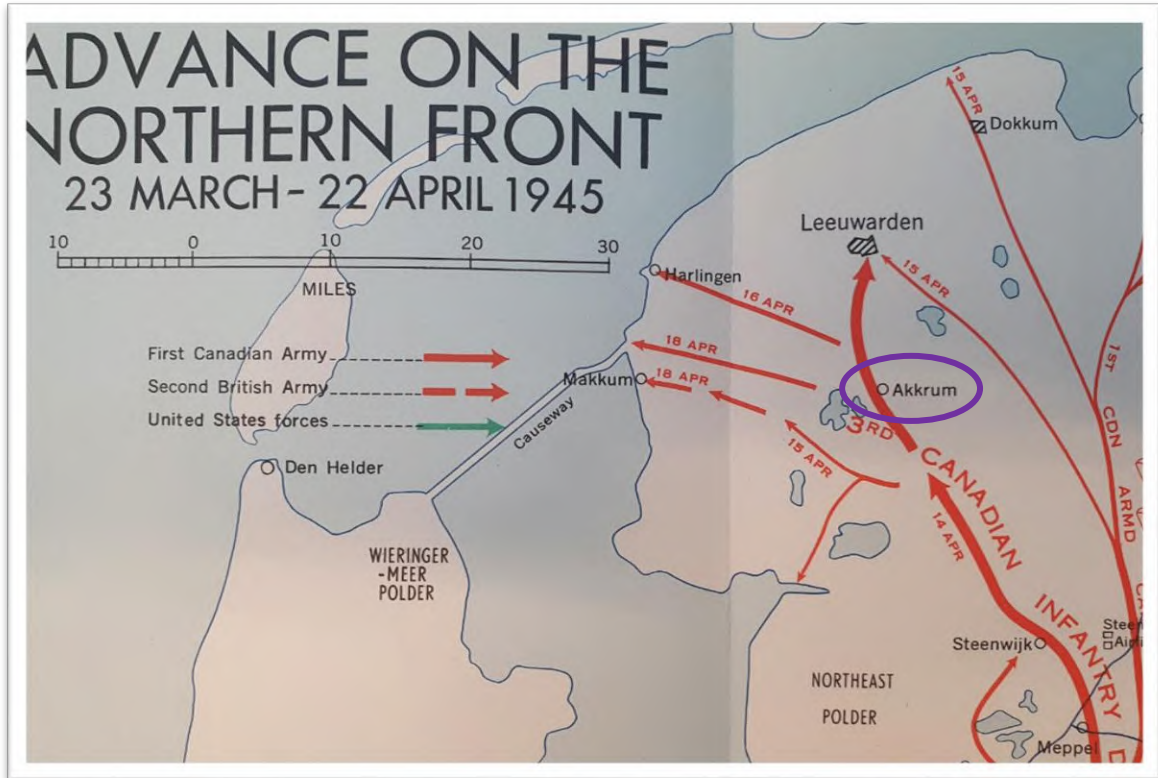 ADVANCE ON THE
NORTHERN FRONT
23 MARCH - 22 APRIL 1945
10 0 10 20 30
MILES
First Canadian Army
Second British Army
United States forces
Den Helder
WIERINGER
-MEER
POLDER
Causeway
Makkum
Harlingen
Leeuwarden
Dokkum
15 APR
15 APR
16 APR
18 APR
18 APR
15 APR
Akkrum
3RD
CANADIAN
INFANTRY
14 APR
1ST
CDN
ARMD
Steenwijk
NORTHEAST
POLDER
Meppel
D